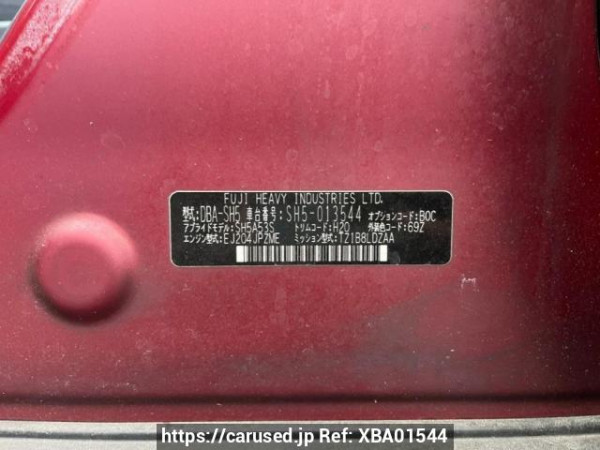 FUJI HEAVY INDUSTRIES LTD.
型式: DBA-SH5 車台番号: SH5-013544 オプションコード: B0C
アプライドモデル: SH5A53S トリムコード: H20 外装色コード: 69Z
エンジン型式: EJ204JPZME ミッション型式: TZ1B8LDZAA
https://carused.jp Ref: XBA01544